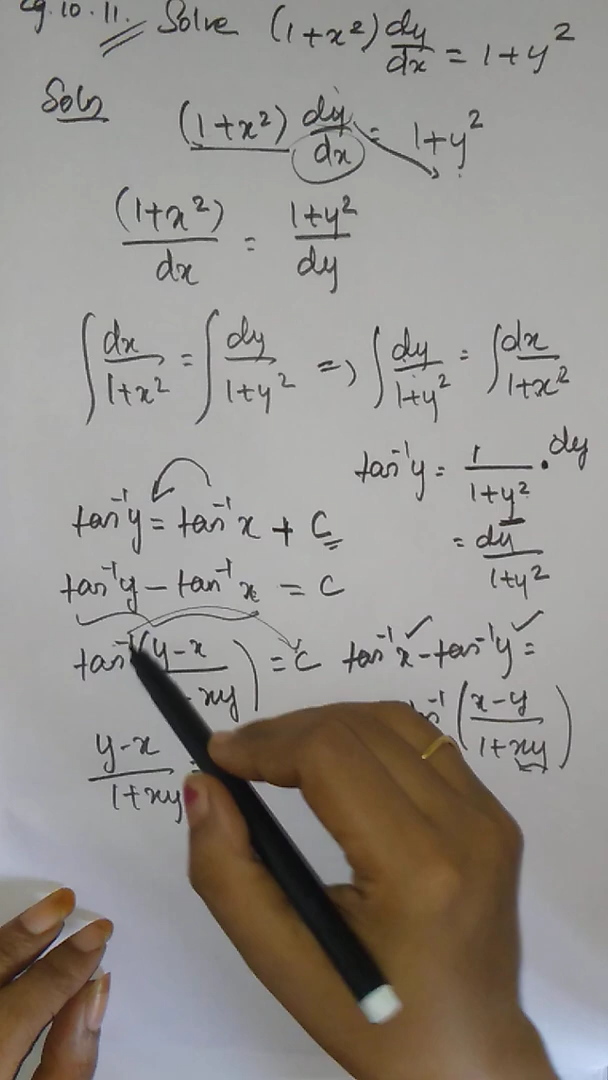 eg.10.11. Solve (1+x²) dy/dx = 1+y²
Soln
(1+x²) dy/dx = 1+y²
(1+x²)/dx = 1+y²/dy
∫ dx/1+x² = ∫ dy/1+y² => ∫ dy/1+y² = ∫ dx/1+x²
tan⁻¹y = 1/1+y² . dy
= dy/1+y²
tan⁻¹y = tan⁻¹x + C
tan⁻¹y - tan⁻¹x = C
tan⁻¹(y-x/ xy) = C
tan⁻¹x - tan⁻¹y =
(x-y/1+xy)
y-x/1+xy